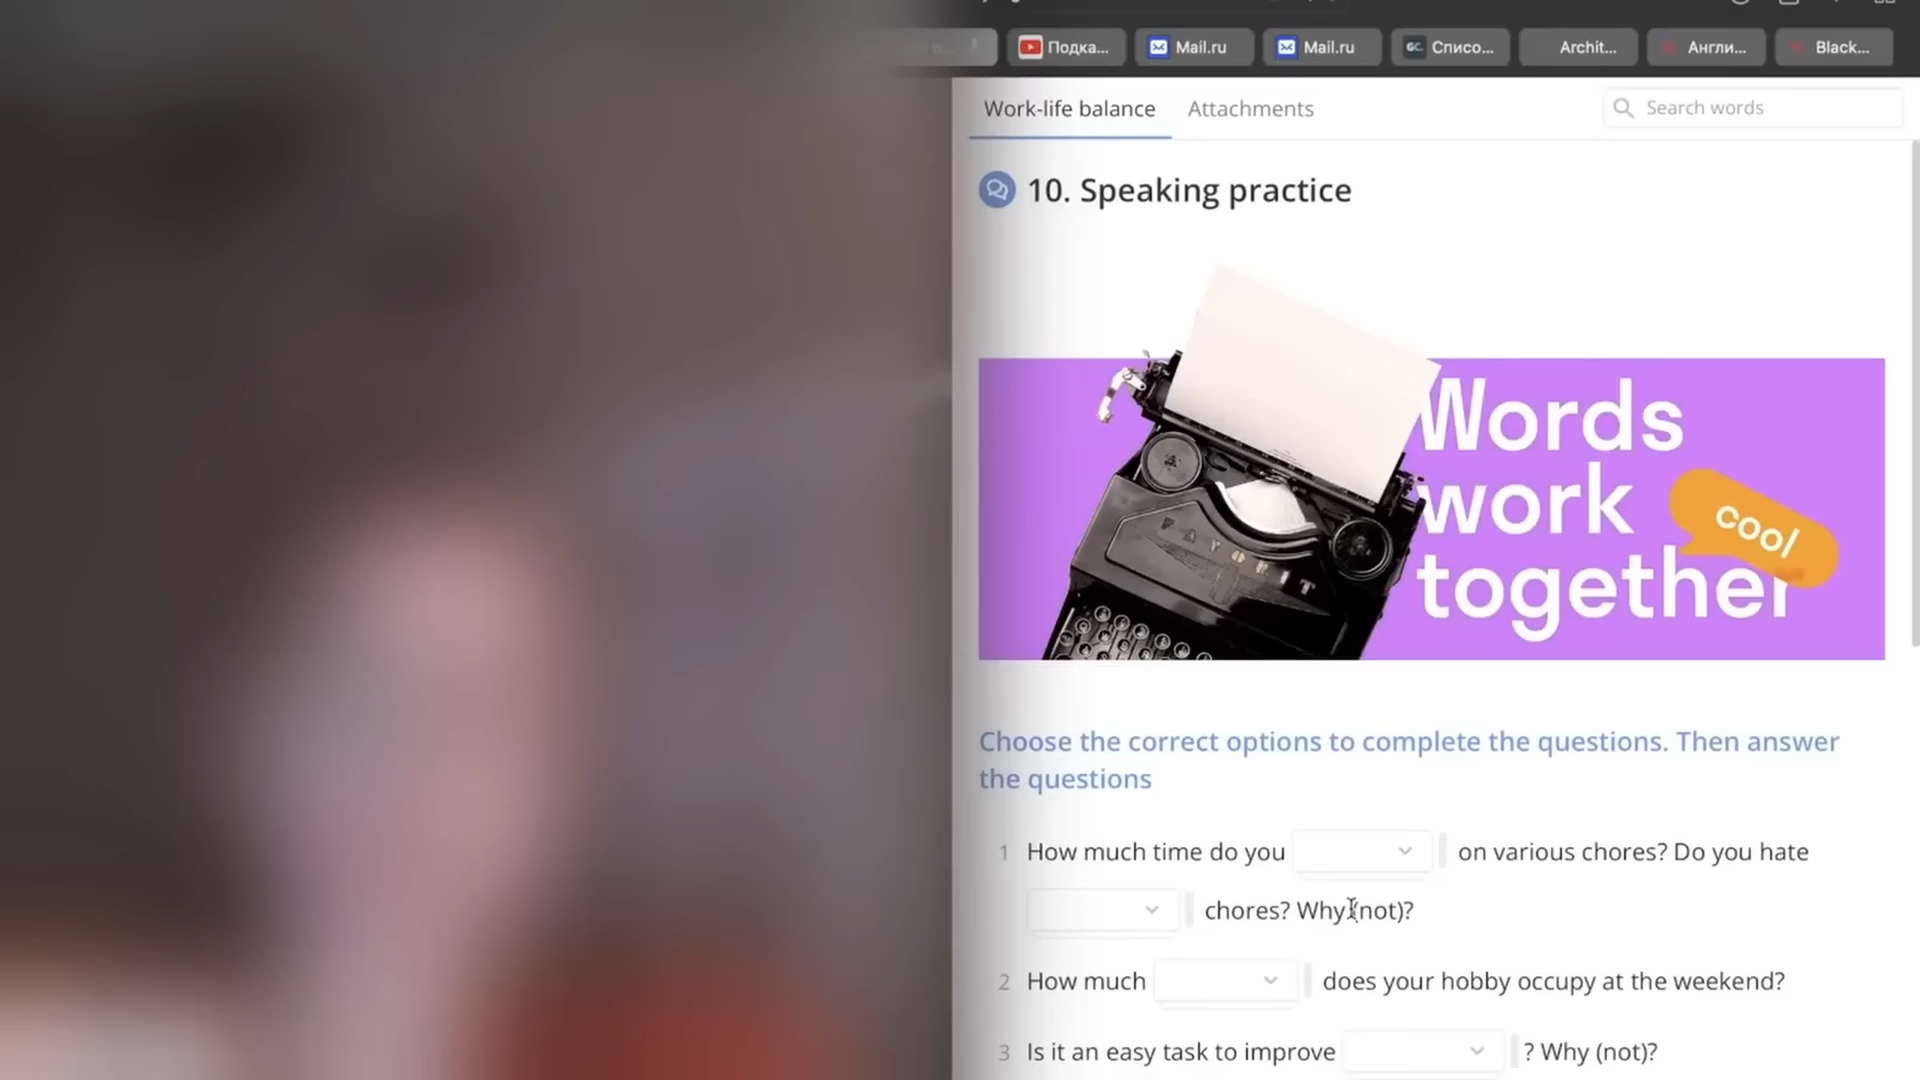 Подка...
Mail.ru
Mail.ru
GC. Списо...
Archit...
Англи...
Black...
Work-life balance
Attachments
Search words
10. Speaking practice
Words
work
together
cool
FAVORIT
Choose the correct options to complete the questions. Then answer
the questions
1 How much time do you on various chores? Do you hate
chores? Why (not)?
2 How much does your hobby occupy at the weekend?
3 Is it an easy task to improve ? Why (not)?